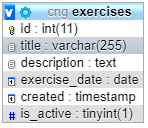 cng exercises
id : int(11)
title : varchar(255)
description : text
exercise_date : date
created : timestamp
is_active : tinyint(1)